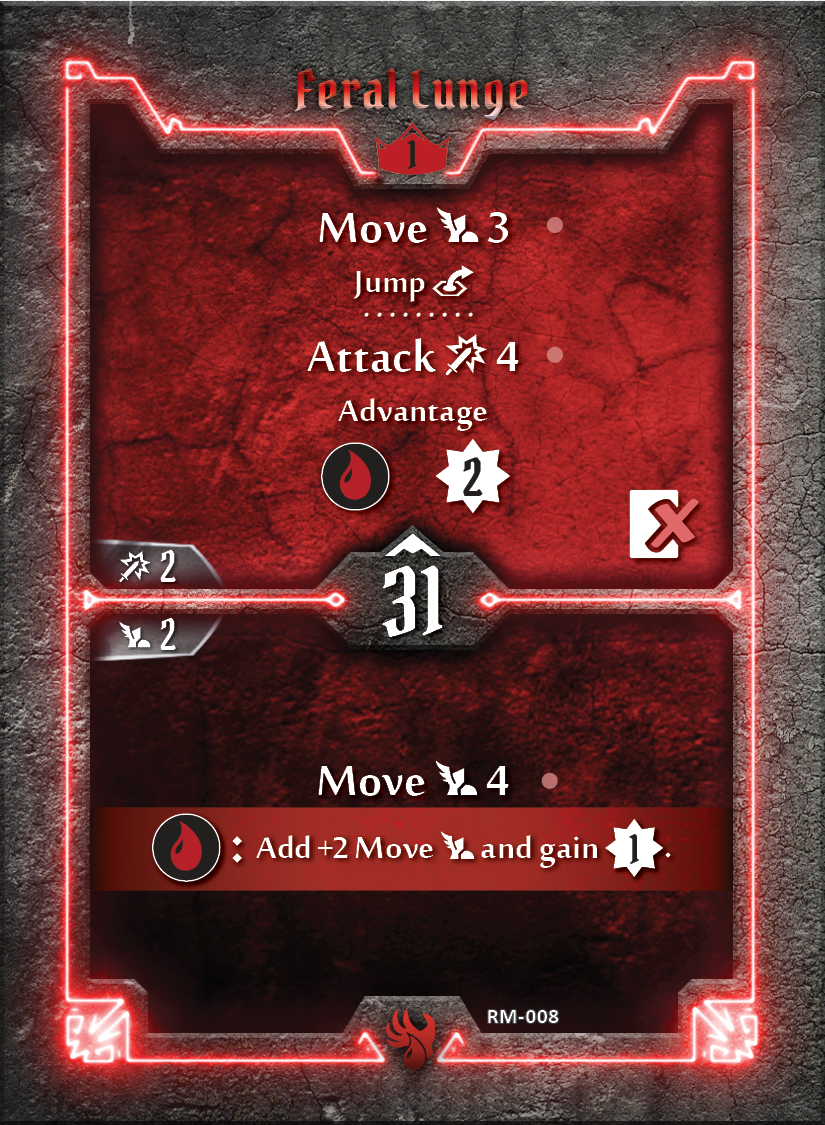 Feral Lunge
1
Move 3
Jump
Attack 4
Advantage
2
2
31
2
Move 4
: Add +2 Move and gain 1.
RM-008